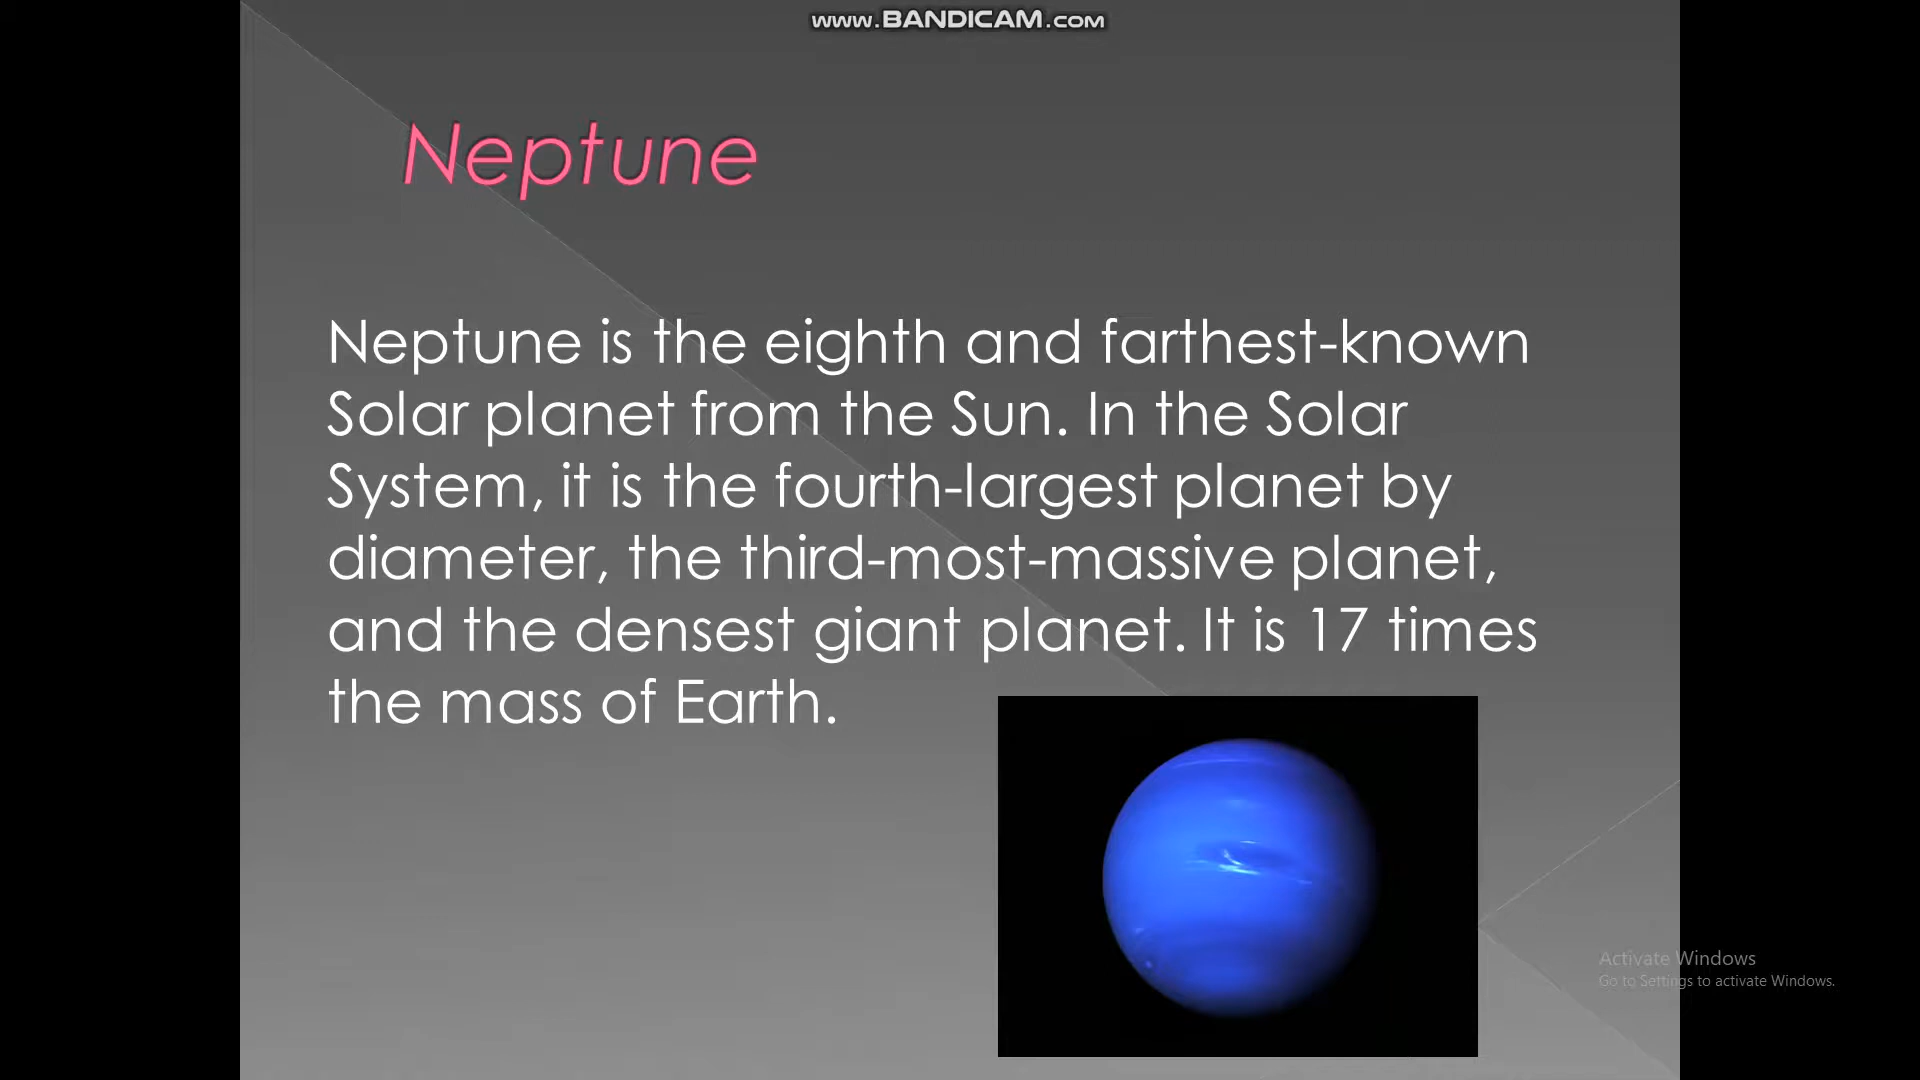 www.BANDICAM.com
Neptune
Neptune is the eighth and farthest-known
Solar planet from the Sun. In the Solar
System, it is the fourth-largest planet by
diameter, the third-most-massive planet,
and the densest giant planet. It is 17 times
the mass of Earth.
Activate Windows
Go to Settings to activate Windows.